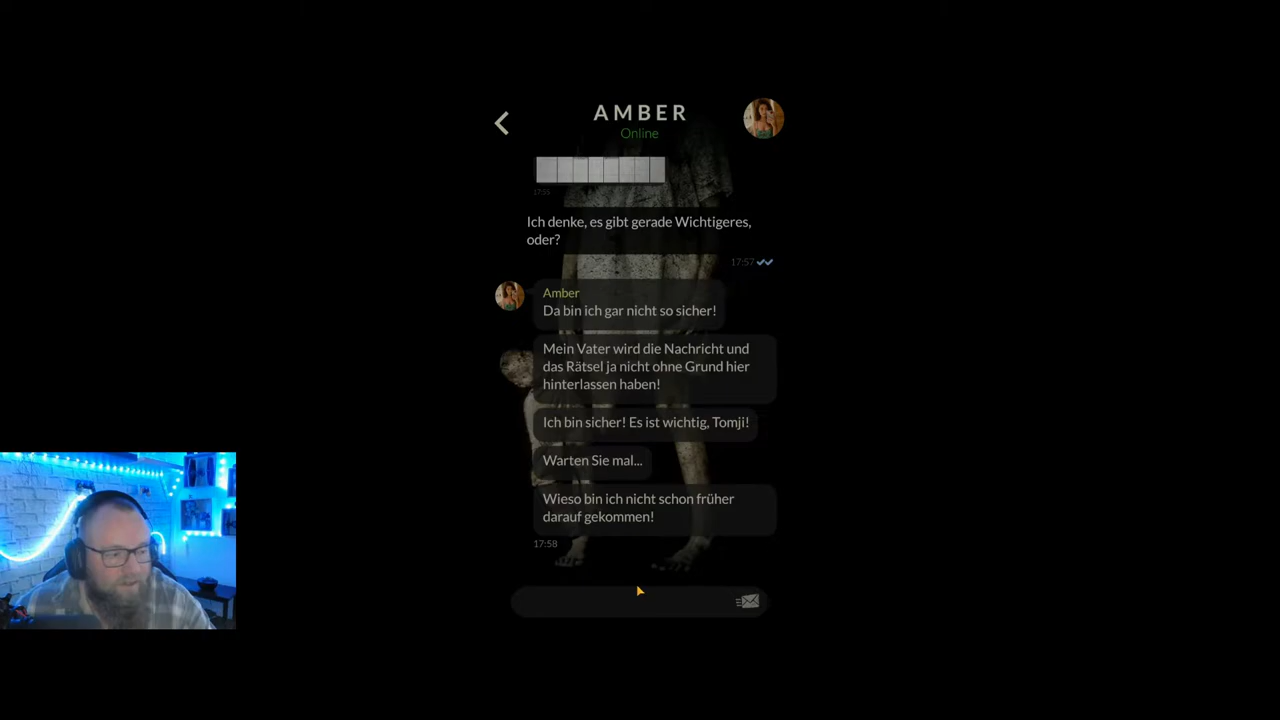 AMBER
Online
17:55
Ich denke, es gibt gerade Wichtigeres,
oder?
17:57
Amber
Da bin ich gar nicht so sicher!
Mein Vater wird die Nachricht und
das Rätsel ja nicht ohne Grund hier
hinterlassen haben!
Ich bin sicher! Es ist wichtig, Tomji!
Warten Sie mal...
Wieso bin ich nicht schon früher
darauf gekommen!
17:58